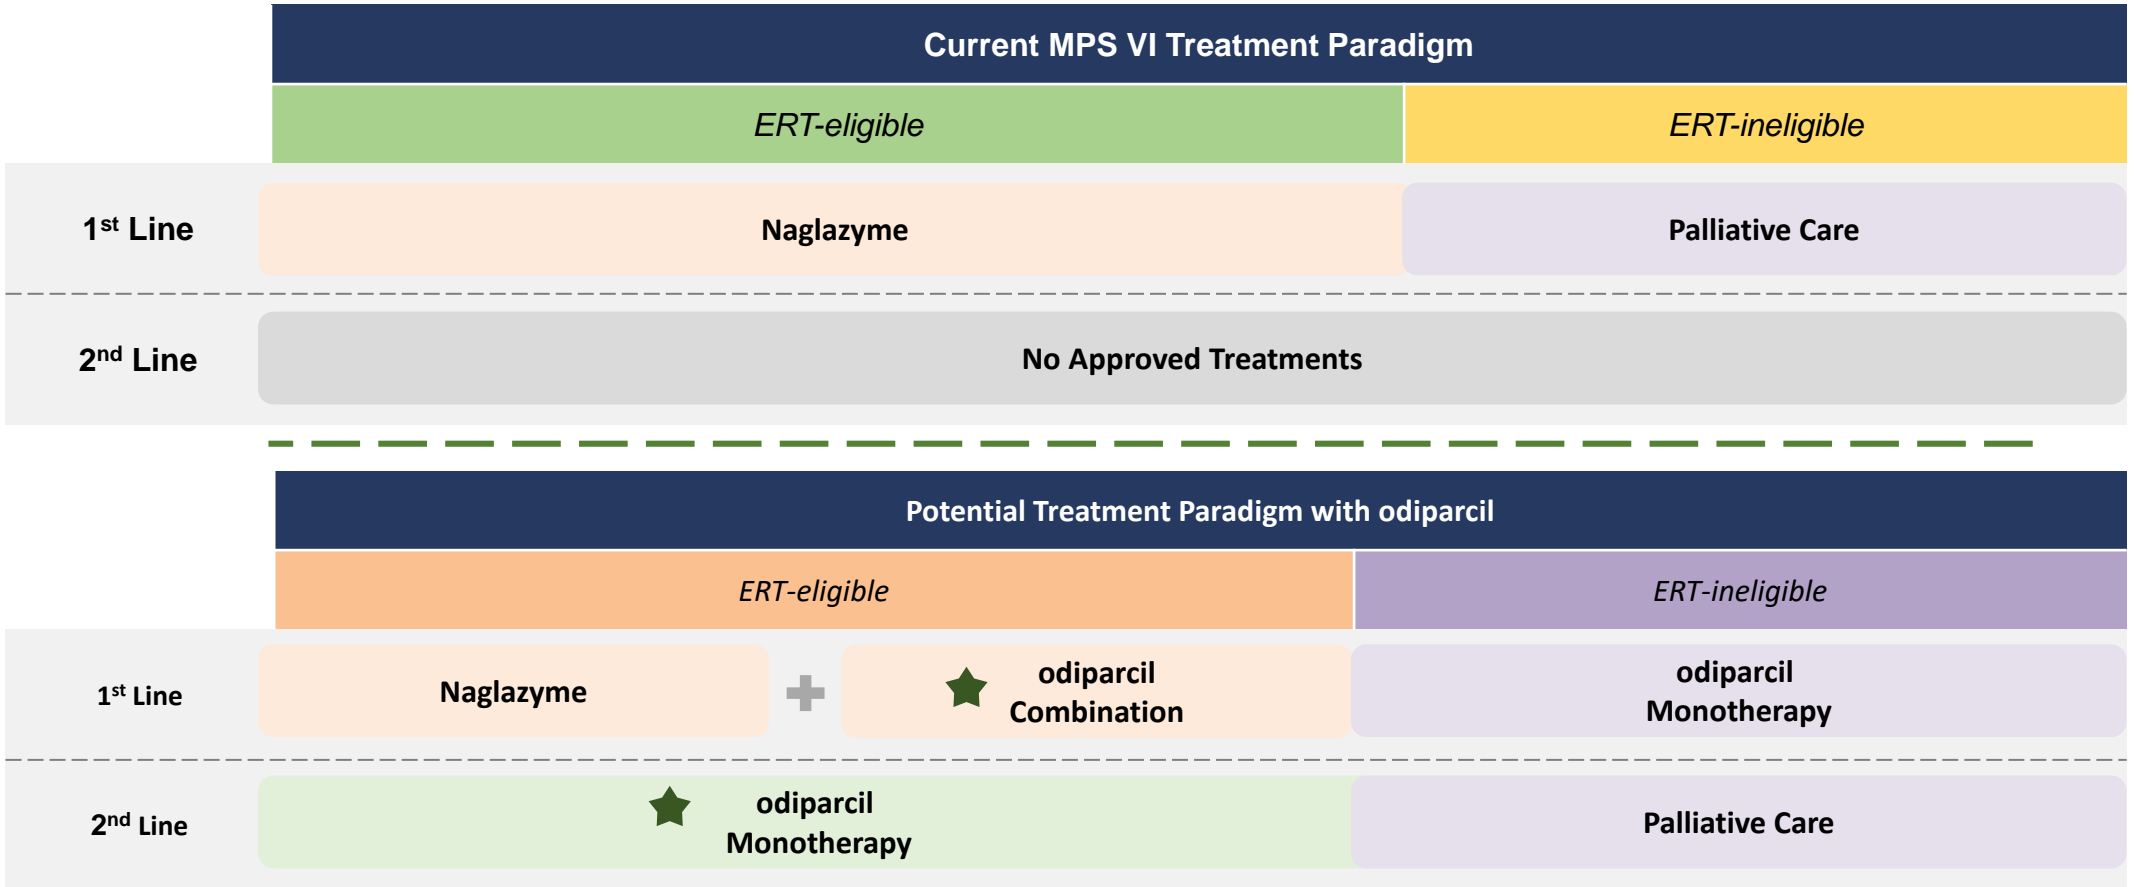 Current MPS VI Treatment Paradigm
ERT-eligible
ERT-ineligible
1st Line
Naglazyme
Palliative Care
2nd Line
No Approved Treatments
Potential Treatment Paradigm with odiparcil
ERT-eligible
ERT-ineligible
1st Line
Naglazyme
odiparcil
Combination
odiparcil
Monotherapy
2nd Line
odiparcil
Monotherapy
Palliative Care